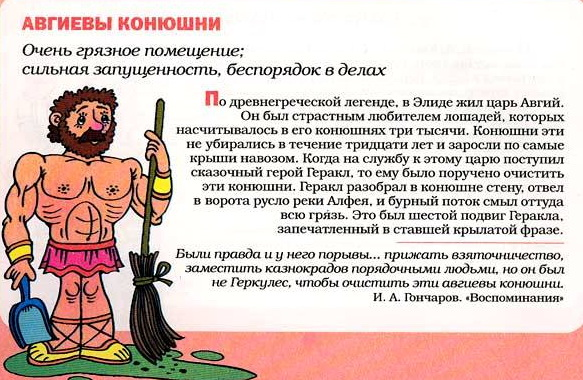 АВГИЕВЫ КОНЮШНИ
Очень грязное помещение;
сильная запущенность, беспорядок в делах
По древнегреческой легенде, в Элиде жил царь Авгий.
Он был страстным любителем лошадей, которых
насчитывалось в его конюшнях три тысячи. Конюшни эти
не убирались в течение тридцати лет и заросли по самые
крыши навозом. Когда на службу к этому царю поступил
сказочный герой Геракл, то ему было поручено очистить
эти конюшни. Геракл разобрал в конюшне стену, отвел
в ворота русло реки Алфея, и бурный поток смыл оттуда
всю грязь. Это был шестой подвиг Геракла,
запечатленный в ставшей крылатой фразе.
Были правда и у него порывы... прижать взяточничество,
заместить казнокрадов порядочными людьми, но он был
не Геркулес, чтобы очистить эти авгиевы конюшни.
И. А. Гончаров. «Воспоминания»